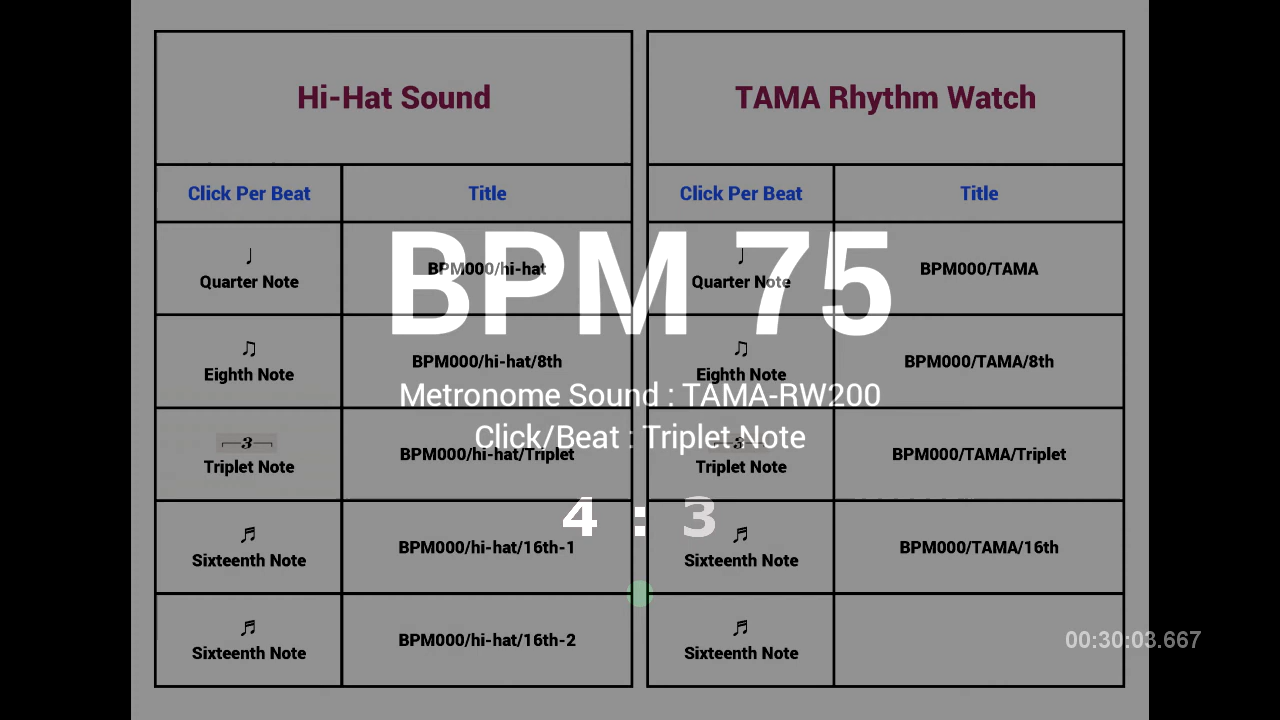 Hi-Hat Sound
TAMA Rhythm Watch
Click Per Beat
Title
Click Per Beat
Title
♩
Quarter Note
BPM000/hi-hat
♩
Quarter Note
BPM000/TAMA
BPM 75
♫
Eighth Note
BPM000/hi-hat/8th
♫
Eighth Note
BPM000/TAMA/8th
Metronome Sound : TAMA-RW200
Click/Beat : Triplet Note
3
Triplet Note
BPM000/hi-hat/Triplet
3
Triplet Note
BPM000/TAMA/Triplet
4 : 3
♬
Sixteenth Note
BPM000/hi-hat/16th-1
♬
Sixteenth Note
BPM000/TAMA/16th
♬
Sixteenth Note
BPM000/hi-hat/16th-2
♬
Sixteenth Note
00:30:03.667